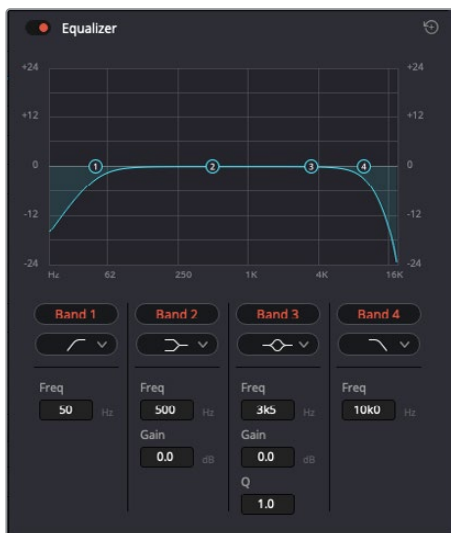 Equalizer
+24 +24
+12 +12
0 1 2 3 4 0
-12 -12
-24 -24
Hz 62 250 1K 4K 16K
Band 1 Band 2 Band 3 Band 4
Freq Freq Freq Freq
50 Hz 500 Hz 3k5 Hz 10k0 Hz
Gain Gain
0.0 dB 0.0 dB
Q
1.0